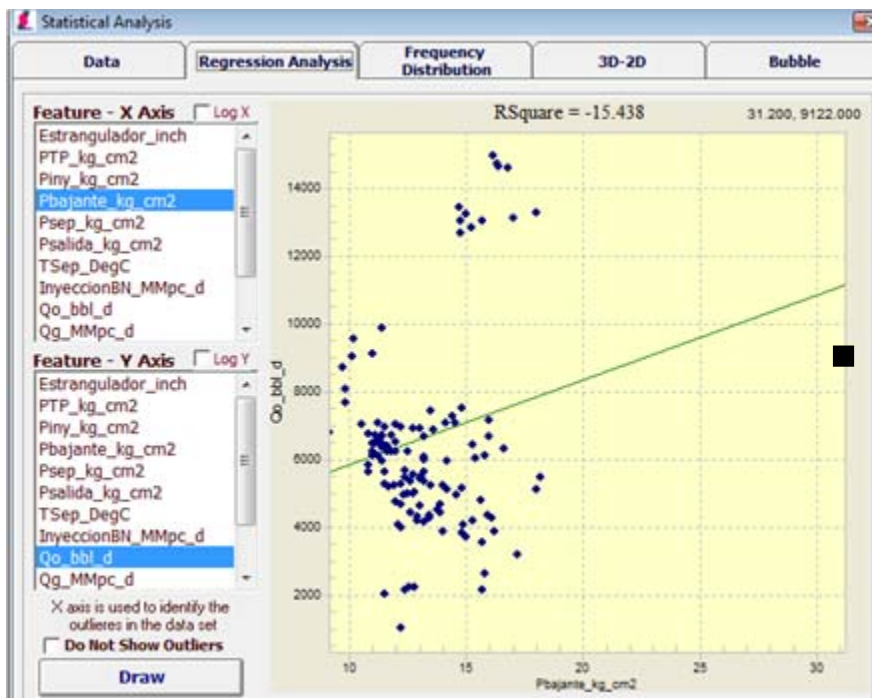 Statistical Analysis
Data
Regression Analysis
Frequency
Distribution
3D-2D
Bubble
Feature - X Axis
Log X
Estrangulador_inch
PTP_kg_cm2
Piny_kg_cm2
Pbajante_kg_cm2
Psep_kg_cm2
Psalida_kg_cm2
TSep_DegC
InyeccionBN_MMpc_d
Qo_bbl_d
Qg_MMpc_d
Feature - Y Axis
Log Y
Estrangulador_inch
PTP_kg_cm2
Piny_kg_cm2
Pbajante_kg_cm2
Psep_kg_cm2
Psalida_kg_cm2
TSep_DegC
InyeccionBN_MMpc_d
Qo_bbl_d
Qg_MMpc_d
X axis is used to identify the
outlieres in the data set
Do Not Show Outliers
Draw
RSquare = -15.438
31.200, 9122.000
14000
12000
10000
8000
6000
4000
2000
Qo_bbl_d
10
15
20
25
30
Pbajante_kg_cm2